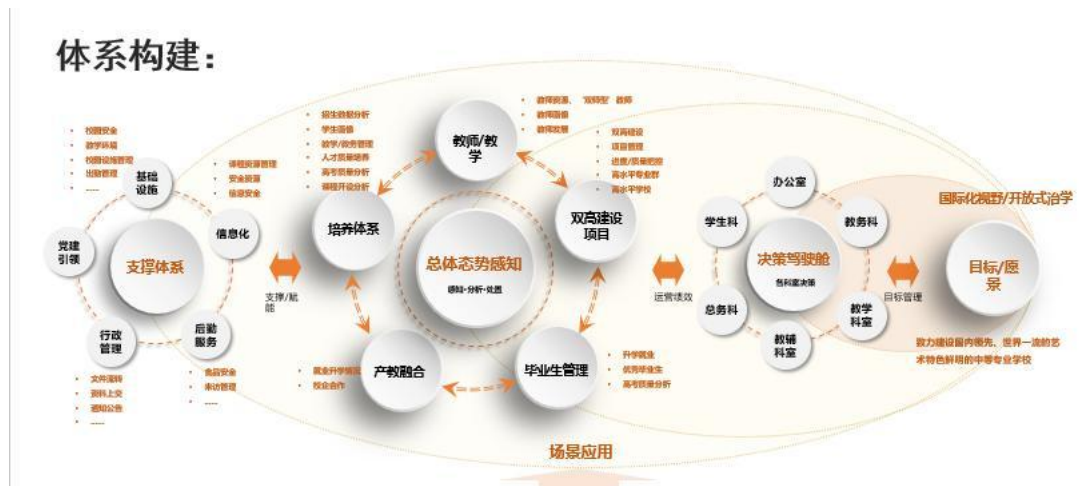 体系构建：
校园安全
教学环境
校园设施管理
出勤管理
……
基础
设施
课程资源管理
安全资源
信息安全
信息化
党建
引领
支撑体系
行政
管理
后勤
服务
文件流转
资料上交
通知公告
……
食品安全
来访管理
……
支撑/赋
能
招生数据分析
学生画像
教学/教务管理
人才质量培养
高考质量分析
课程开设分析
培养体系
教师/教
学
教师资源、“双师型”教师
教师画像
教师发展
双高建设
项目管理
进度/质量把控
高水平专业群
高水平学校
双高建设
项目
总体态势感知
感知·分析·处置
就业升学情况
校企合作
产教融合
毕业生管理
升学就业
优秀毕业生
高考质量分析
场景应用
运营绩效
办公室
学生科
教务科
决策驾驶舱
各科室决策
总务科
教学
科室
教辅
科室
目标管理
国际化视野/开放式治学
目标/愿
景
致力建设国内领先、世界一流的艺
术特色鲜明的中等专业学校